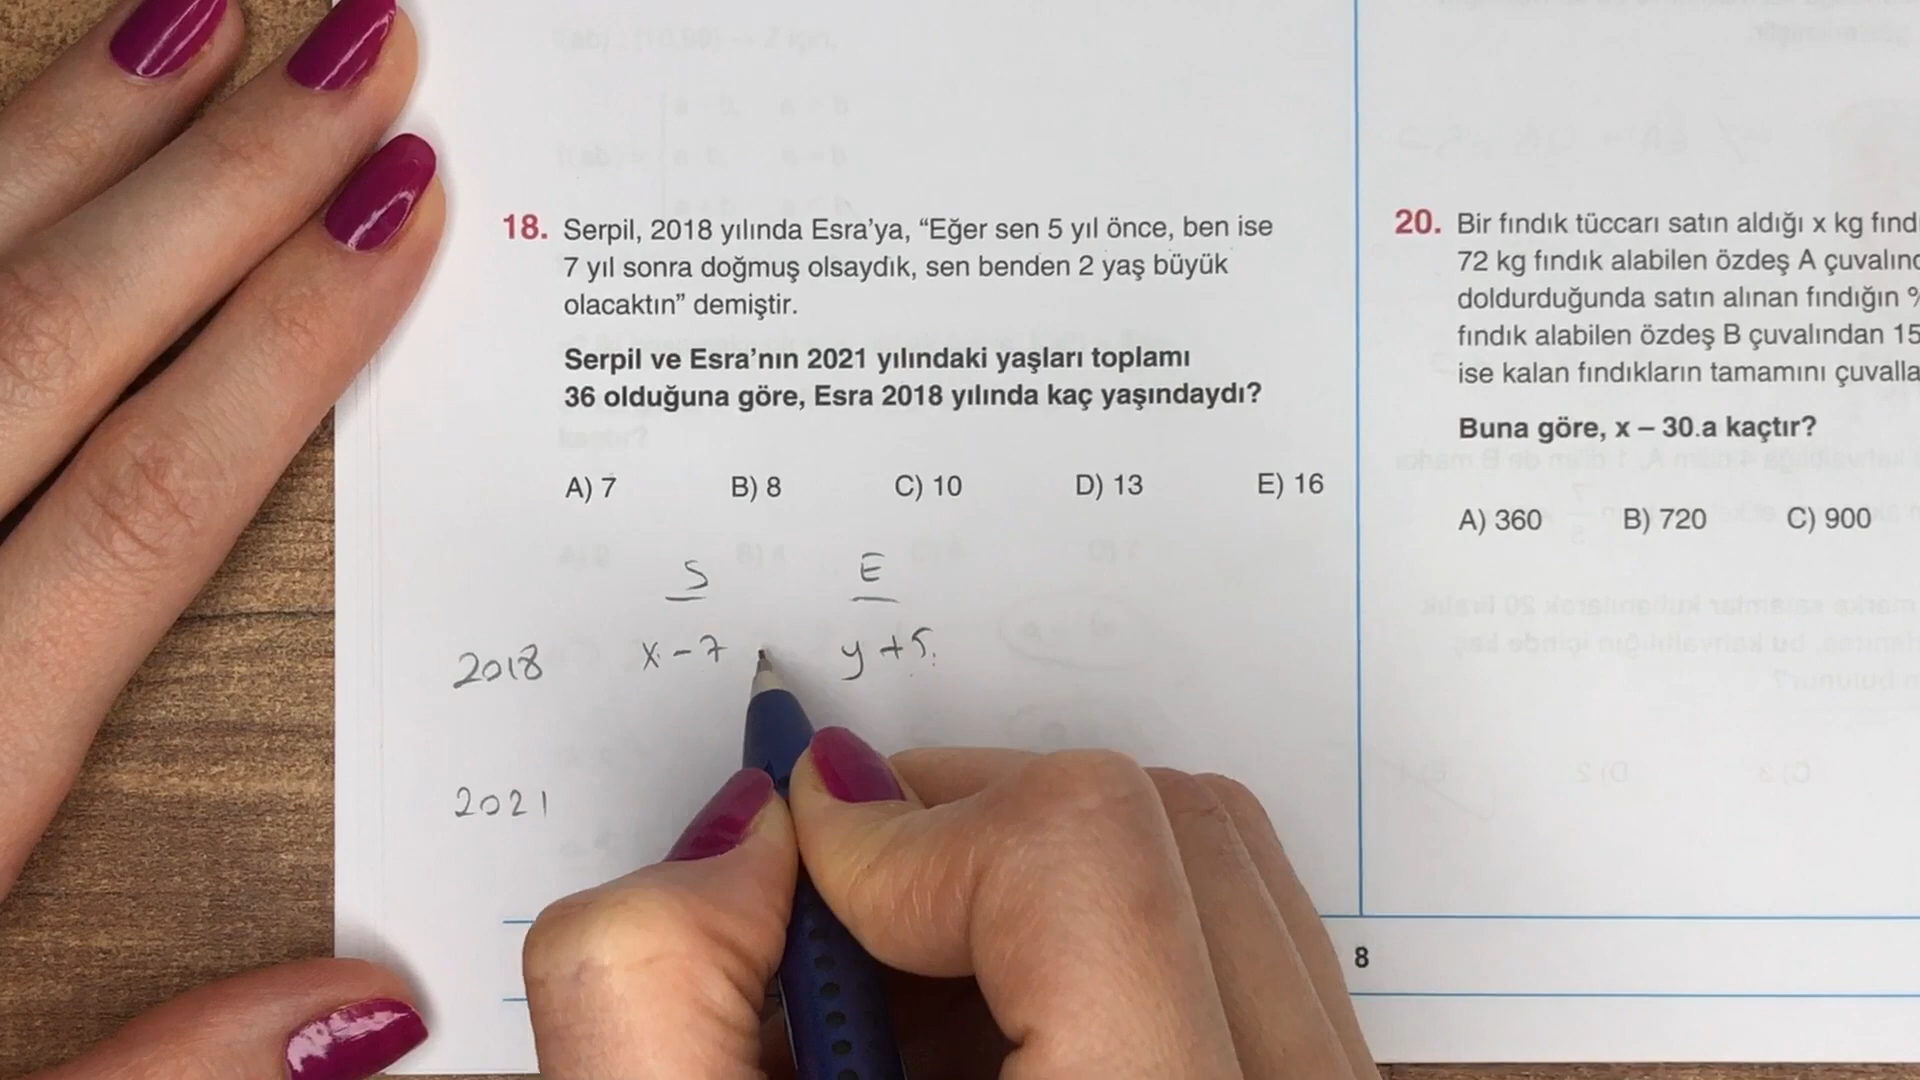 18. Serpil, 2018 yılında Esra'ya, “Eğer sen 5 yıl önce, ben ise
7 yıl sonra doğmuş olsaydık, sen benden 2 yaş büyük
olacaktın” demiştir.
Serpil ve Esra'nın 2021 yılındaki yaşları toplamı
36 olduğuna göre, Esra 2018 yılında kaç yaşındaydı?
A) 7 B) 8 C) 10 D) 13 E) 16
S E
2018 x - 7 y + 5
2021
20. Bir fındık tüccarı satın aldığı x kg
72 kg fındık alabilen özdeş A
doldurduğunda satın alınan fındığın
fındık alabilen özdeş B çuvalından 15
ise kalan fındıkların tamamını
Buna göre, x – 30.a kaçtır?
A) 360 B) 720 C) 900
8